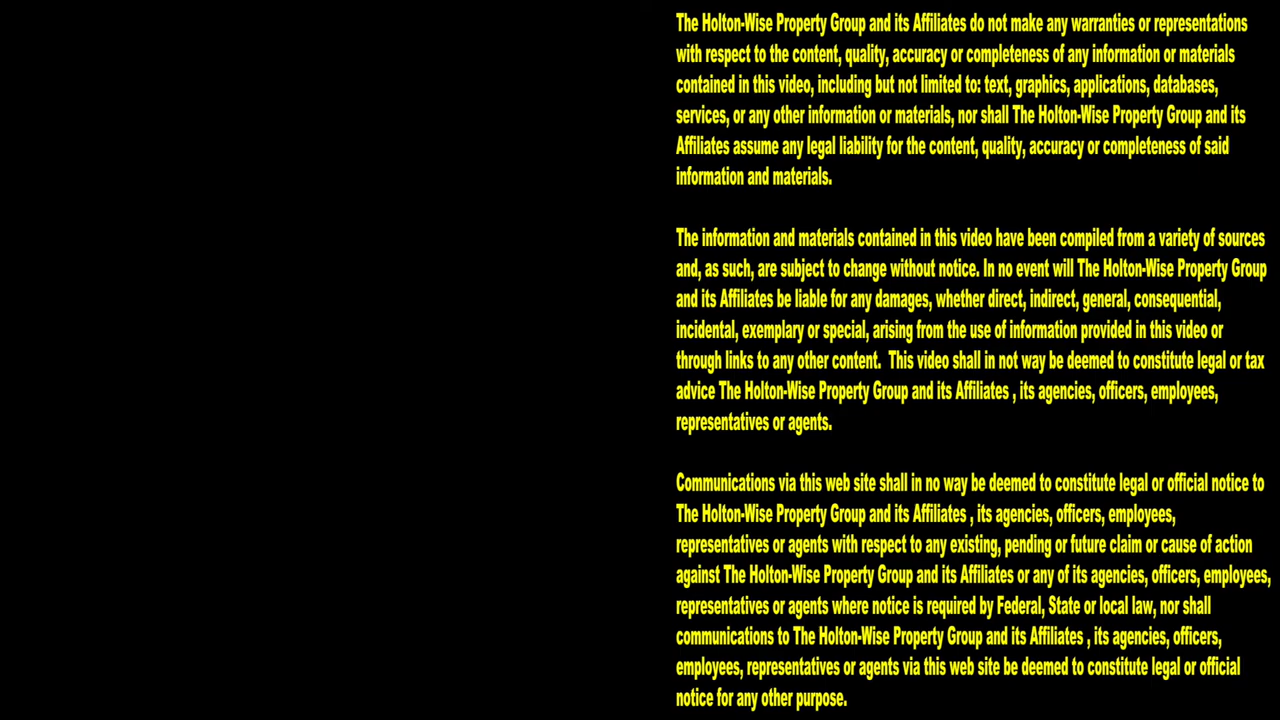 The Holton-Wise Property Group and its Affiliates do not make any warranties or representations
with respect to the content, quality, accuracy or completeness of any information or materials
contained in this video, including but not limited to: text, graphics, applications, databases,
services, or any other information or materials, nor shall The Holton-Wise Property Group and its
Affiliates assume any legal liability for the content, quality, accuracy or completeness of said
information and materials.
The information and materials contained in this video have been compiled from a variety of sources
and, as such, are subject to change without notice. In no event will The Holton-Wise Property Group
and its Affiliates be liable for any damages, whether direct, indirect, general, consequential,
incidental, exemplary or special, arising from the use of information provided in this video or
through links to any other content.  This video shall in not way be deemed to constitute legal or tax
advice The Holton-Wise Property Group and its Affiliates , its agencies, officers, employees,
representatives or agents.
Communications via this web site shall in no way be deemed to constitute legal or official notice to
The Holton-Wise Property Group and its Affiliates , its agencies, officers, employees,
representatives or agents with respect to any existing, pending or future claim or cause of action
against The Holton-Wise Property Group and its Affiliates or any of its agencies, officers, employees,
representatives or agents where notice is required by Federal, State or local law, nor shall
communications to The Holton-Wise Property Group and its Affiliates , its agencies, officers,
employees, representatives or agents via this web site be deemed to constitute legal or official
notice for any other purpose.